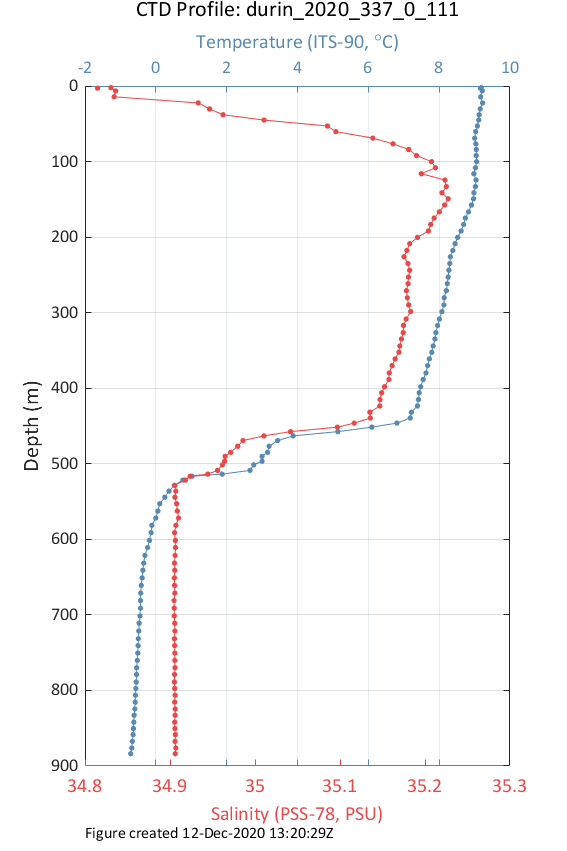 CTD Profile: durin_2020_337_0_111
Temperature (ITS-90, °C)
-2 0 2 4 6 8 10
0
100
200
300
400
500
600
700
800
900
Depth (m)
34.8 34.9 35 35.1 35.2 35.3
Salinity (PSS-78, PSU)
Figure created 12-Dec-2020 13:20:29Z